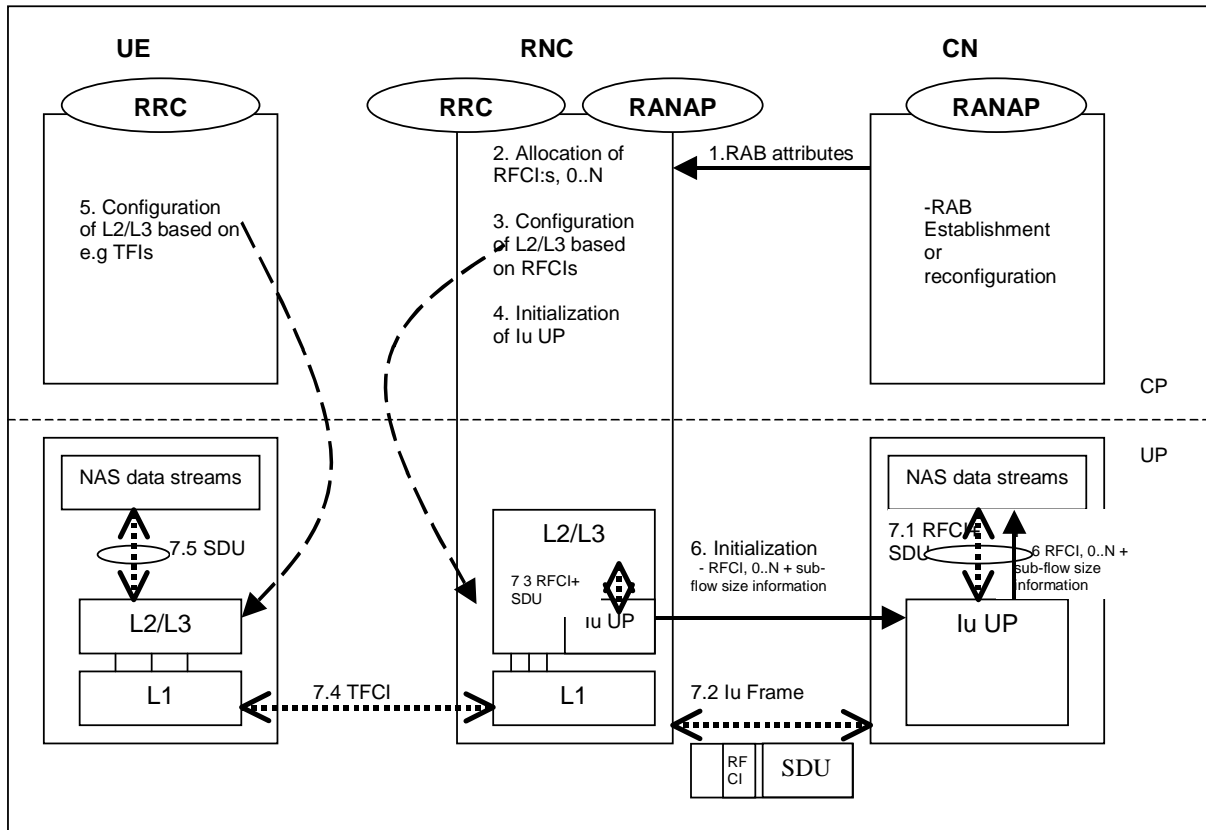 UE
RNC
CN
RRC
RRC
RANAP
RANAP
5. Configuration
of L2/L3 based on
e.g TFIs
2. Allocation of
RFCI:s, 0..N
3. Configuration
of L2/L3 based
on RFCIs
4. Initialization
of Iu UP
1.RAB attributes
-RAB
Establishment
or
reconfiguration
CP
UP
NAS data streams
7.5 SDU
L2/L3
L1
7.4 TFCI
L2/L3
7 3 RFCI+
SDU
Iu UP
L1
6. Initialization
- RFCI, 0..N + sub-
flow size information
7.2 Iu Frame
RF
CI
SDU
NAS data streams
7.1 RFCI+
SDU
6 RFCI, 0..N +
sub-flow size
information
Iu UP